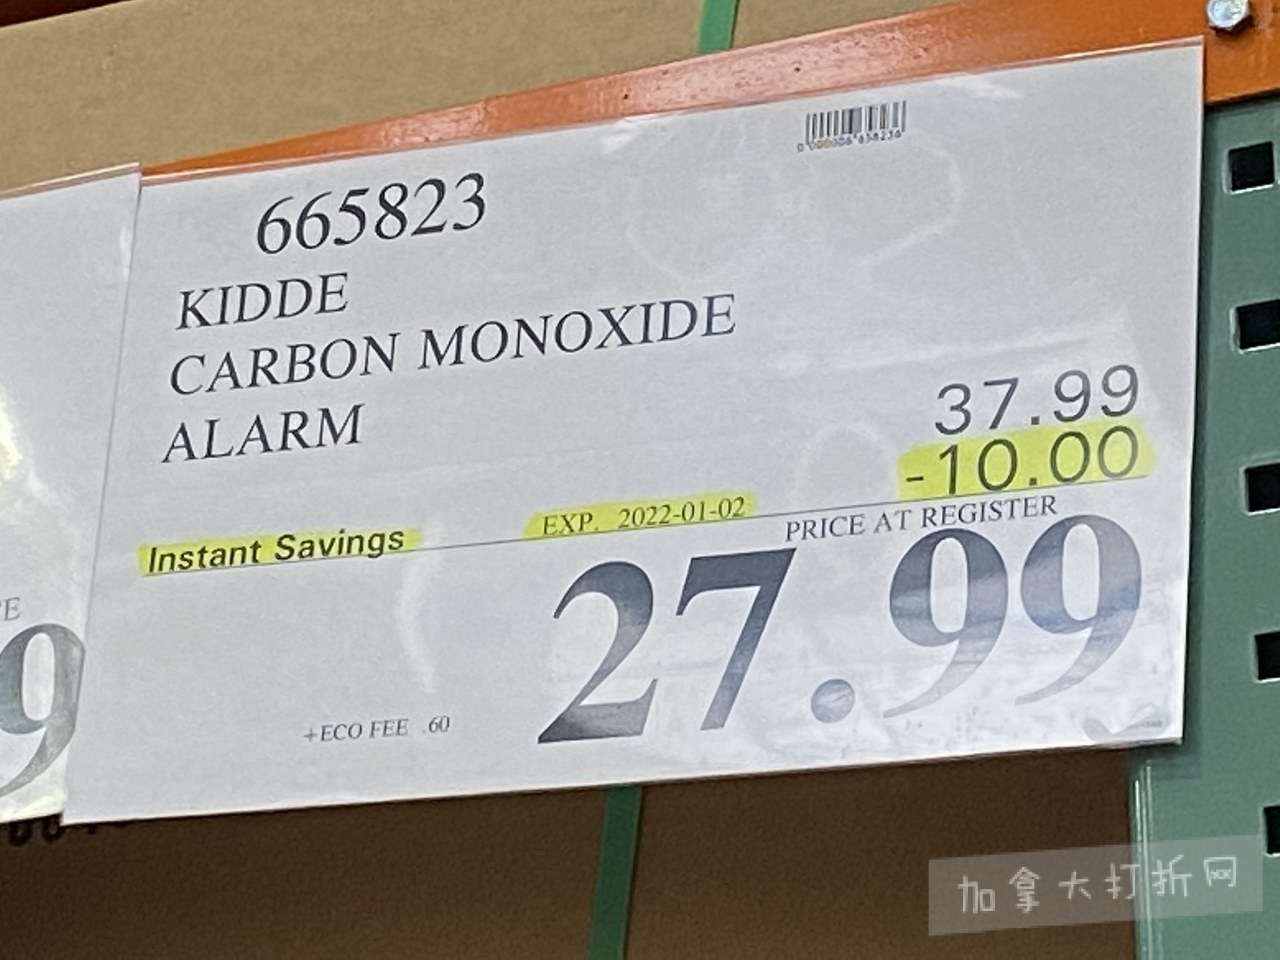 665823
KIDDE
CARBON MONOXIDE
ALARM
37.99
-10.00
Instant Savings
EXP. 2022-01-02
PRICE AT REGISTER
27.99
+ECO FEE .60
9
加拿大打折网